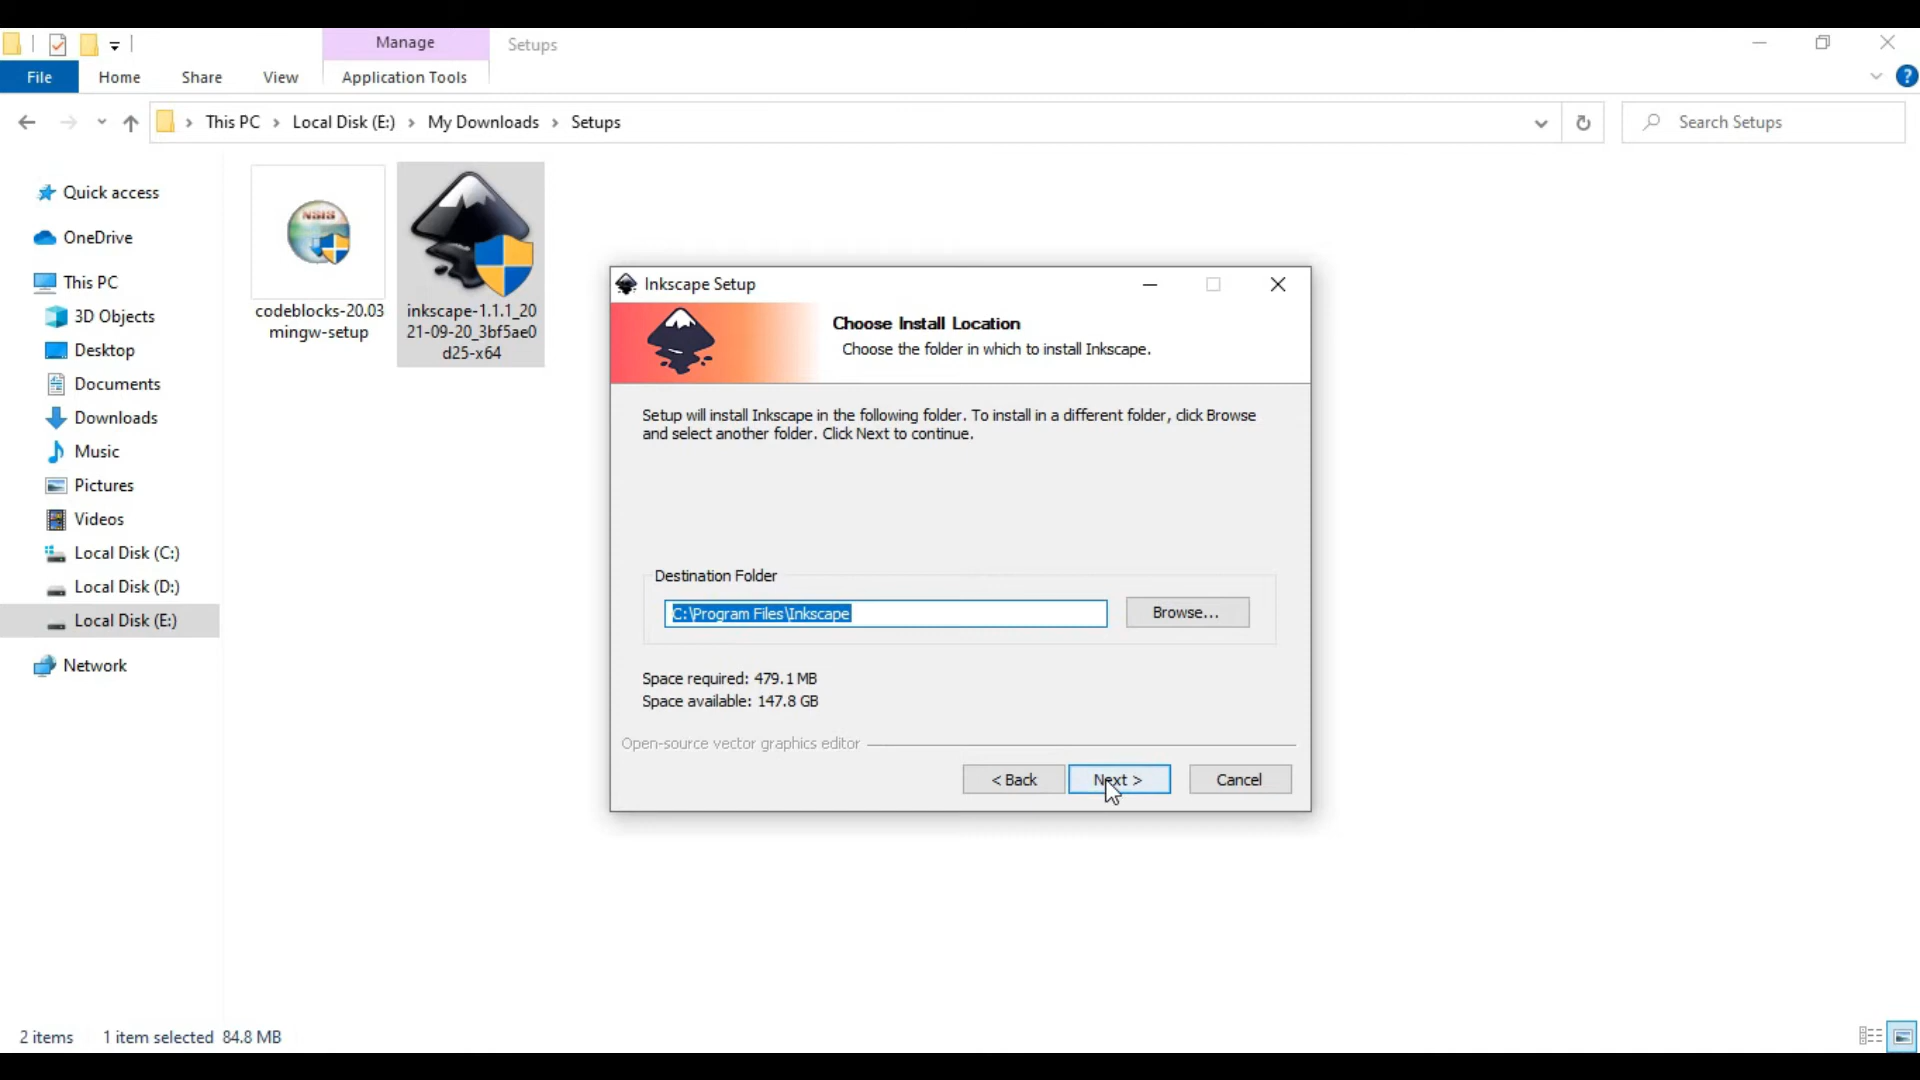 Manage
Setups
File
Home
Share
View
Application Tools
?
This PC
Local Disk (E:)
My Downloads
Setups
Search Setups
Quick access
OneDrive
This PC
3D Objects
Desktop
Documents
Downloads
Music
Pictures
Videos
Local Disk (C:)
Local Disk (D:)
Local Disk (E:)
Network
NSIS
codeblocks-20.03
mingw-setup
inkscape-1.1.1_20
21-09-20_3bf5ae0
d25-x64
Inkscape Setup
Choose Install Location
Choose the folder in which to install Inkscape.
Setup will install Inkscape in the following folder. To install in a different folder, click Browse
and select another folder. Click Next to continue.
Destination Folder
C:\Program Files\Inkscape
Browse...
Space required: 479.1 MB
Space available: 147.8 GB
Open-source vector graphics editor
< Back
Next >
Cancel
2 items
1 item selected 84.8 MB